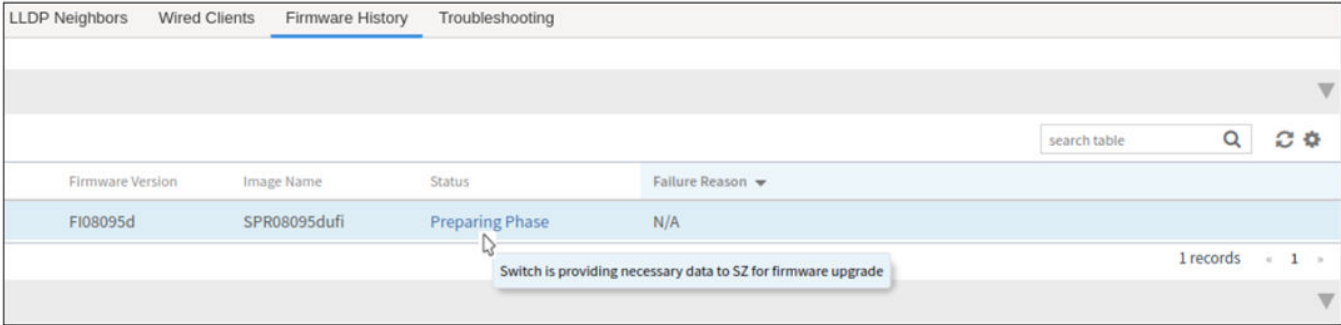 LLDP Neighbors Wired Clients Firmware History Troubleshooting
search table
Firmware Version Image Name Status Failure Reason
FI08095d SPR08095dufi Preparing Phase N/A
Switch is providing necessary data to SZ for firmware upgrade
1 records « 1 »